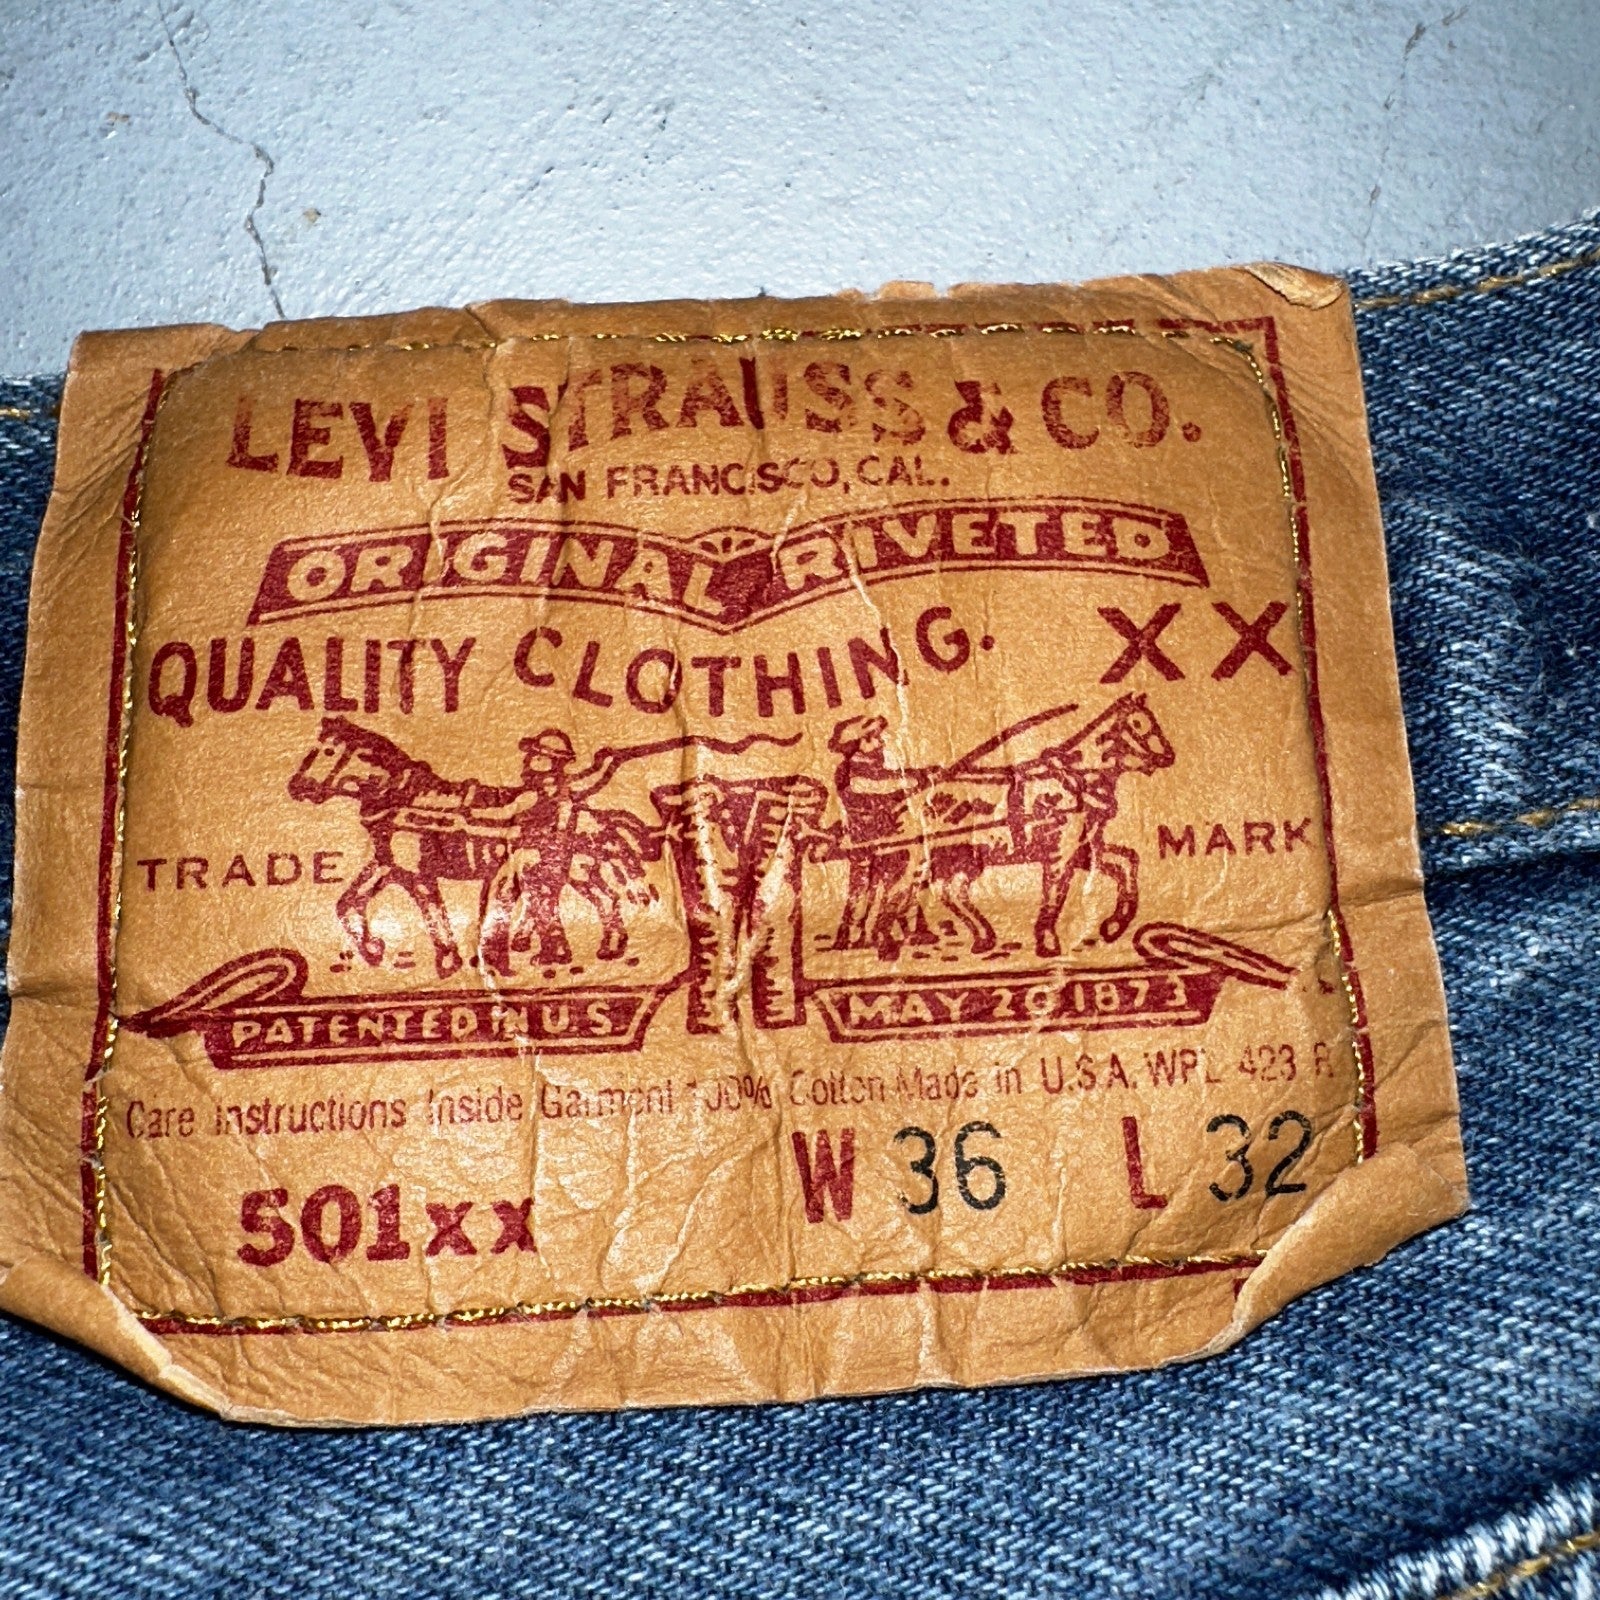 LEVI STRAUSS & CO.
SAN FRANCISCO, CAL.
ORIGINAL RIVETED
QUALITY CLOTHING. XX
TRADE MARK
PATENTED IN U S MAY 20 1873
Care instructions Inside Garment 100% Cotton Made in U.S.A. WPL 423 R
501xx W 36 L 32